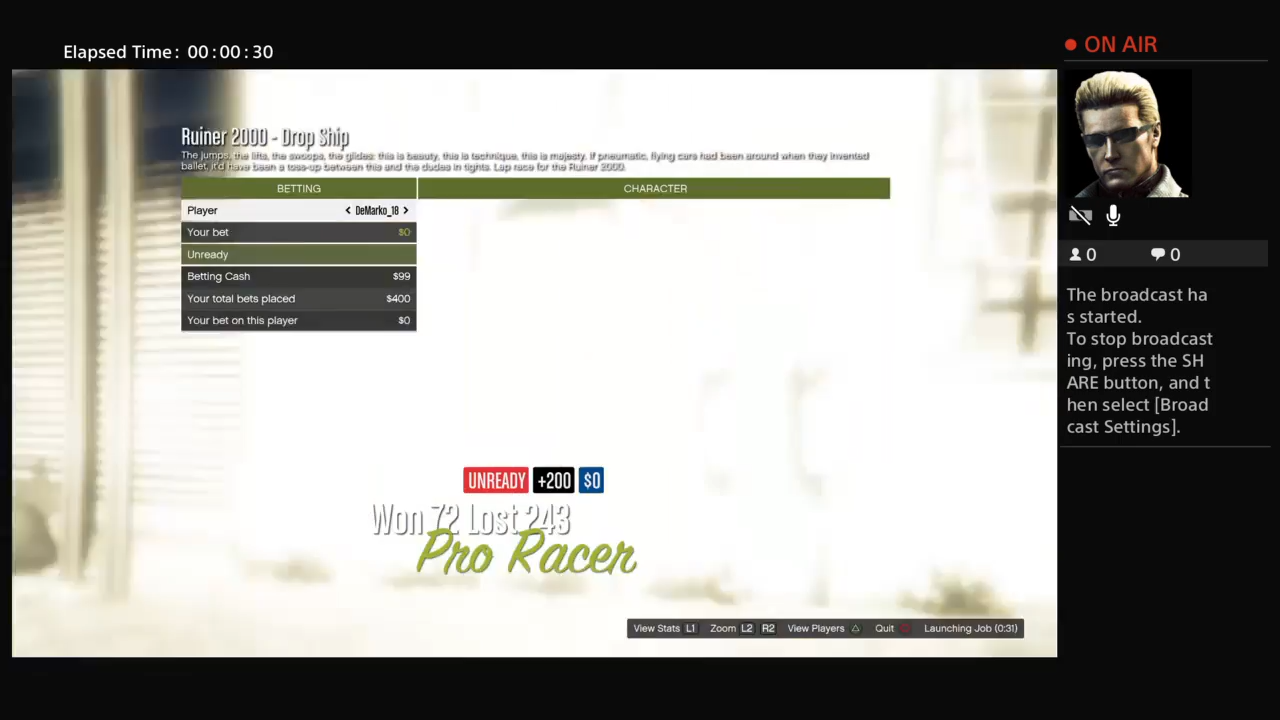 Elapsed Time: 00:00:30
ON AIR
Ruiner 2000 - Drop Ship
The jumps, the lifts, the swoops, the glides: this is beauty, this is technique, this is majesty. If pneumatic, flying cars had been around when they invented
ballet, it'd have been a toss-up between this and the dudes in tights. Lap race for the Ruiner 2000.
BETTING CHARACTER
Player < DeMarko_18 >
Your bet $0
Unready
Betting Cash $99
Your total bets placed $400
Your bet on this player $0
0 0
The broadcast ha
s started.
To stop broadcast
ing, press the SH
ARE button, and t
hen select [Broad
cast Settings].
UNREADY +200 $0
Won 72 Lost 243
Pro Racer
View Stats L1 Zoom L2 R2 View Players Quit Launching Job (0:31)